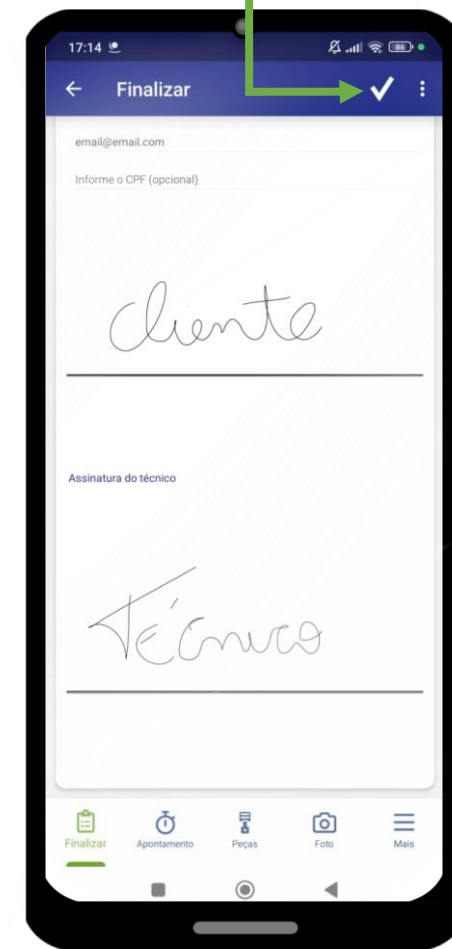 17:14 86
Finalizar
email@email.com
Informe o CPF (opcional)
cliente
Assinatura do técnico
TÉCnico
Finalizar Apontamento Peças Foto Mais